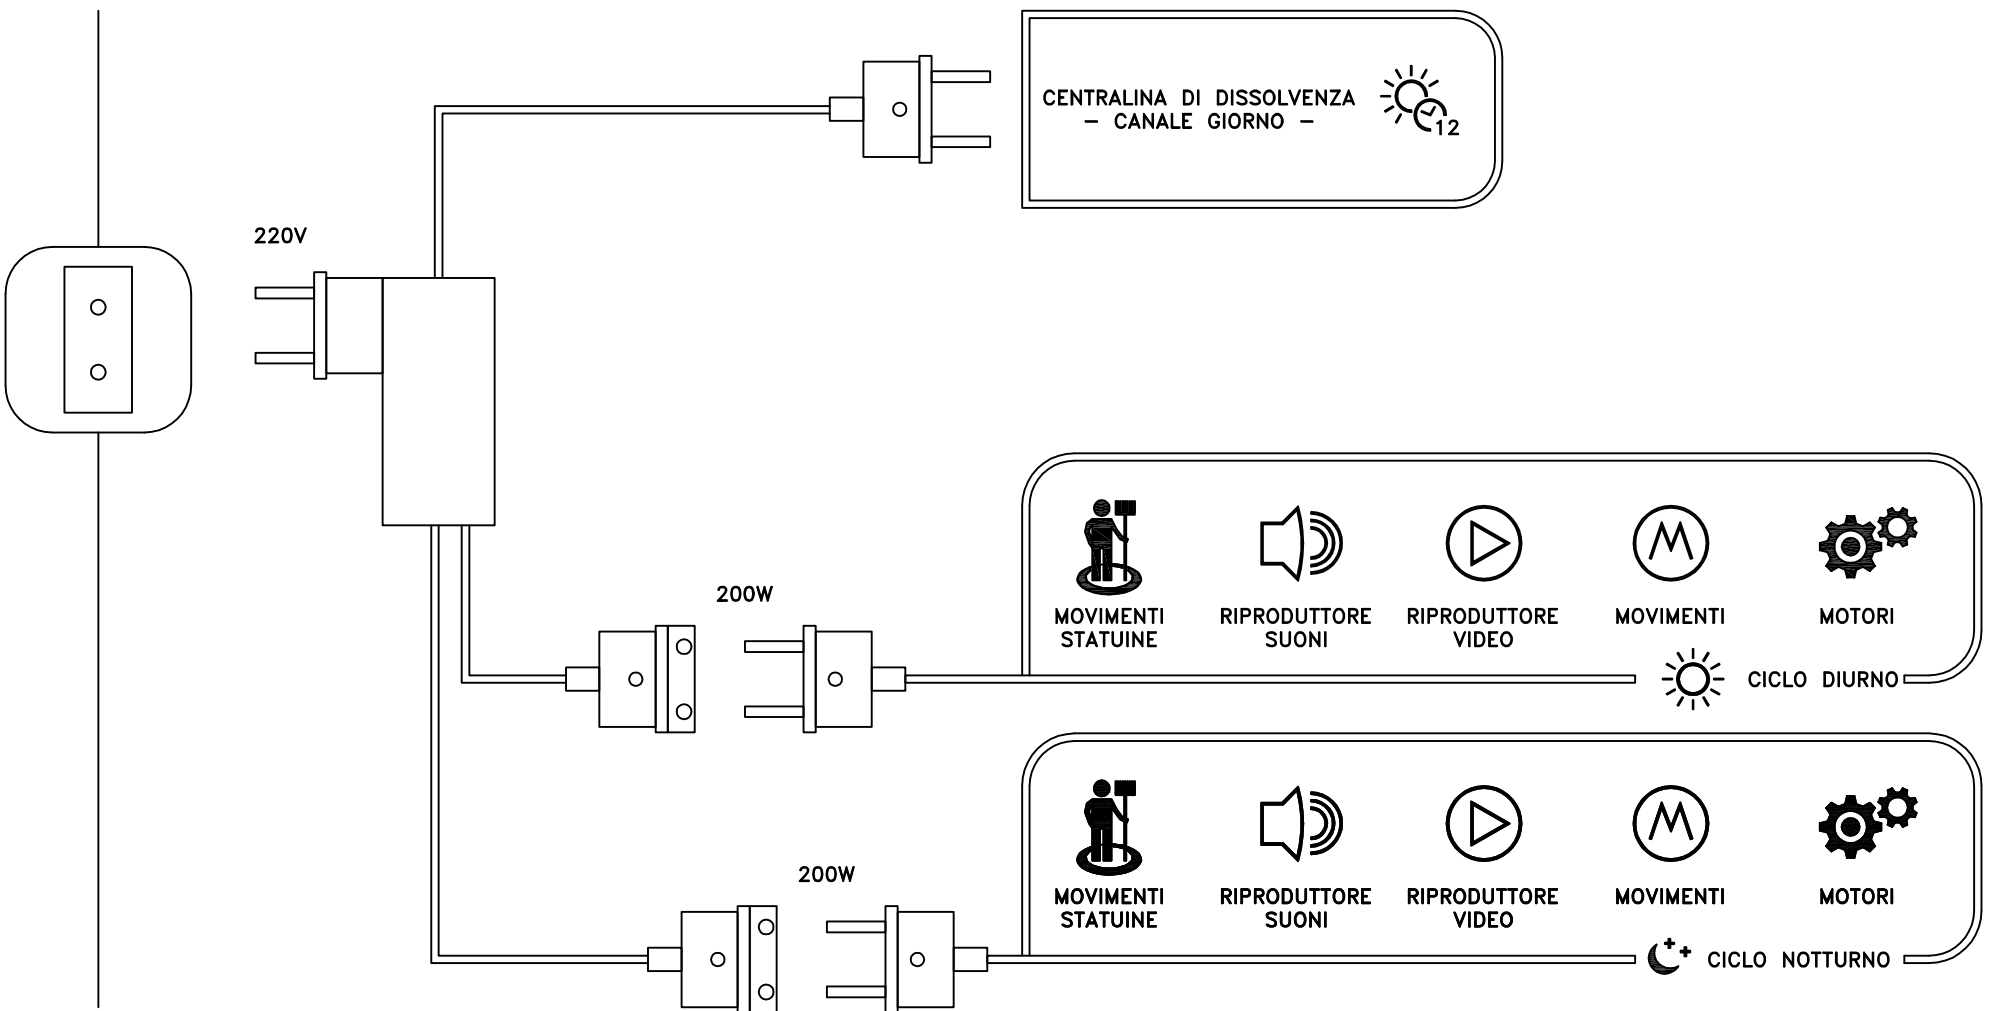 CENTRALINA DI DISSOLVENZA
- CANALE GIORNO -
12
220V
200W
MOVIMENTI
STATUINE
RIPRODUTTORE
SUONI
RIPRODUTTORE
VIDEO
M
MOVIMENTI
MOTORI
CICLO DIURNO
200W
MOVIMENTI
STATUINE
RIPRODUTTORE
SUONI
RIPRODUTTORE
VIDEO
M
MOVIMENTI
MOTORI
CICLO NOTTURNO